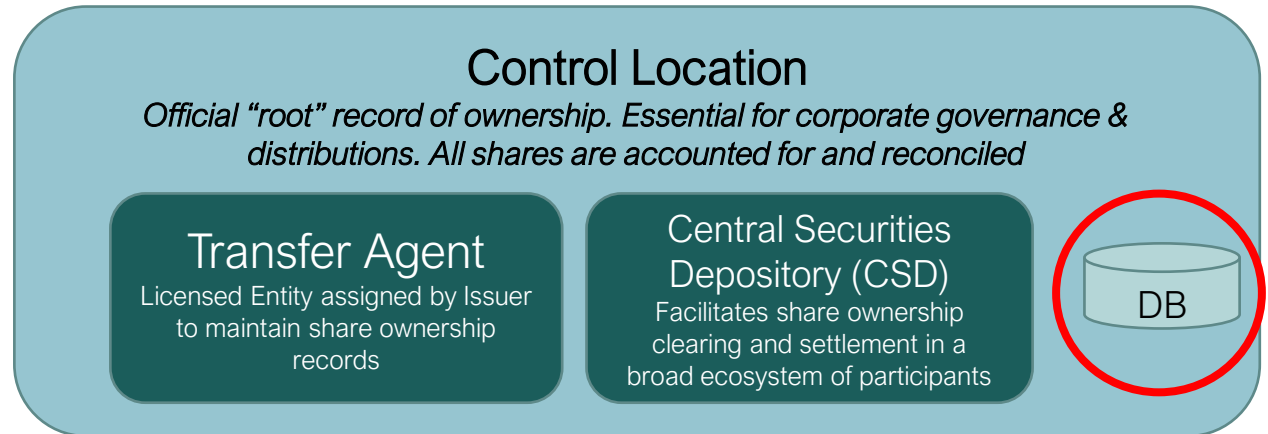 Control Location
Official “root” record of ownership. Essential for corporate governance &
distributions. All shares are accounted for and reconciled
Transfer Agent
Licensed Entity assigned by Issuer
to maintain share ownership
records
Central Securities
Depository (CSD)
Facilitates share ownership
clearing and settlement in a
broad ecosystem of participants
DB